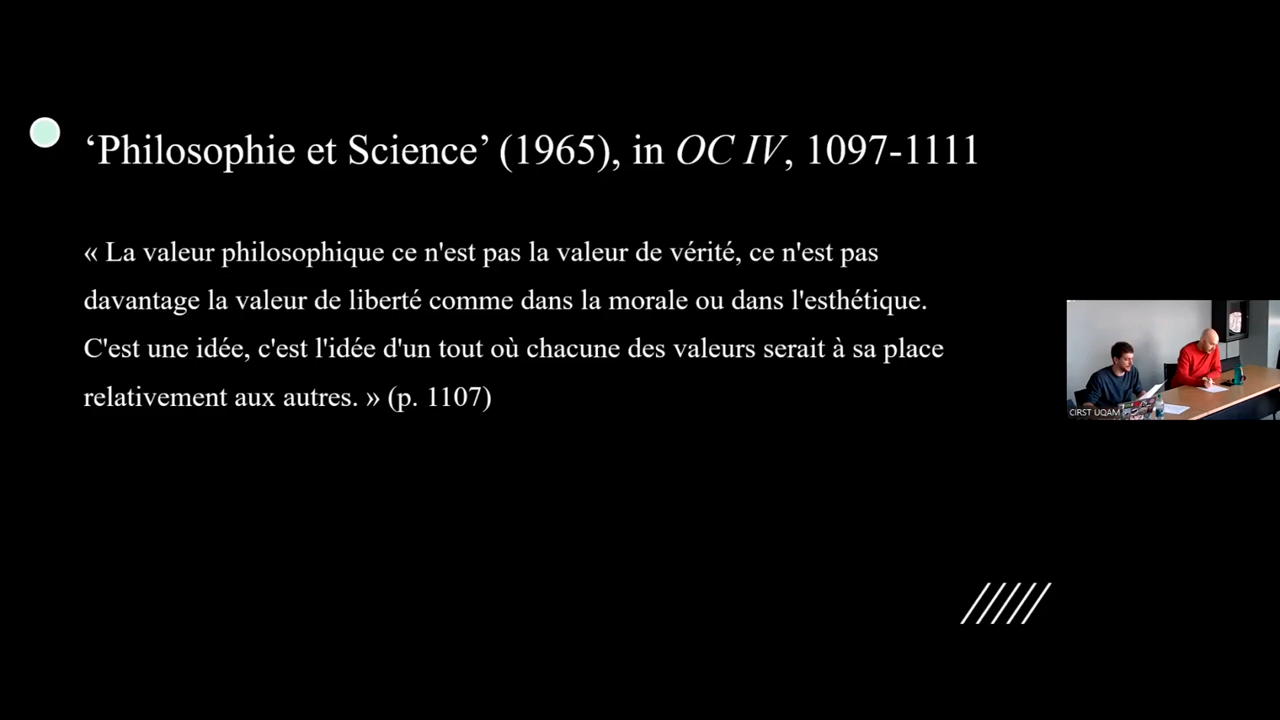 ‘Philosophie et Science’ (1965), in OC IV, 1097-1111
« La valeur philosophique ce n'est pas la valeur de vérité, ce n'est pas
davantage la valeur de liberté comme dans la morale ou dans l'esthétique.
C'est une idée, c'est l'idée d'un tout où chacune des valeurs serait à sa place
relativement aux autres. » (p. 1107)
CIRST UQAM